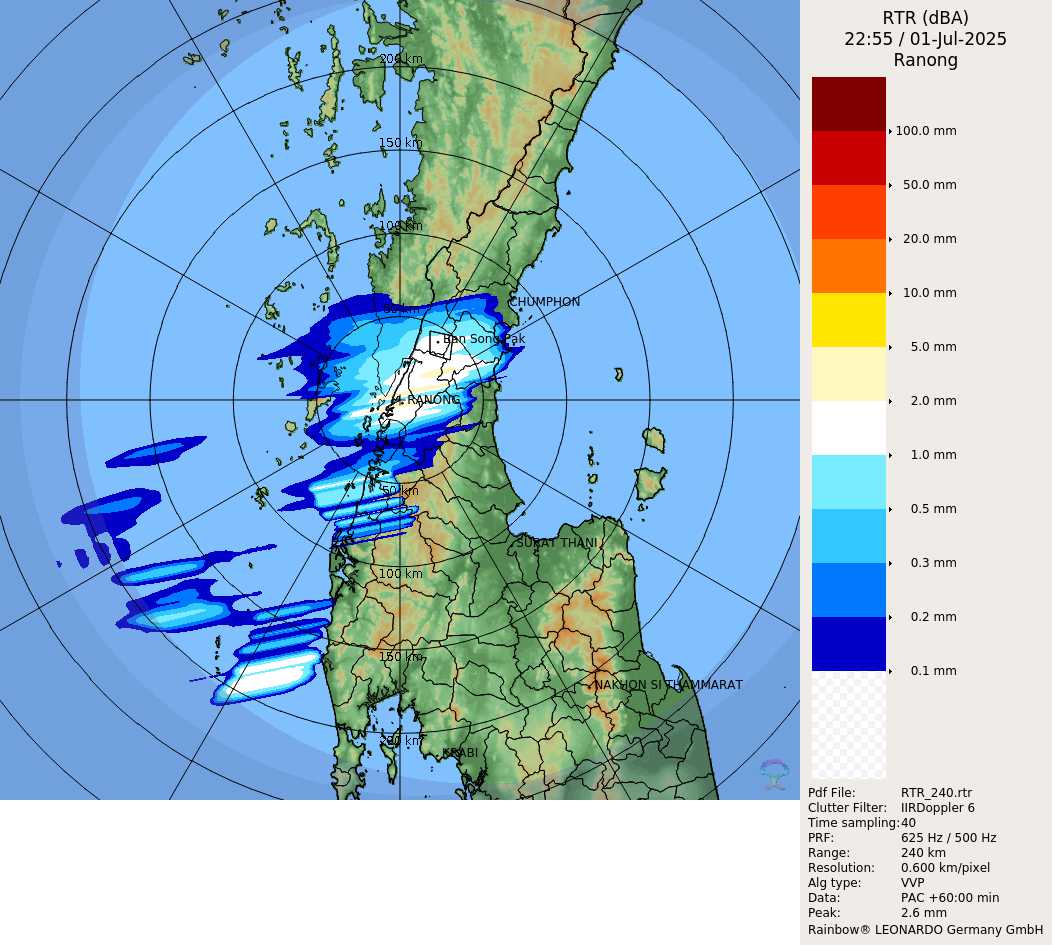 RTR (dBA)
22:55 / 01-Jul-2025
Ranong
200 km
150 km
100 km
50 km
CHUMPHON
Ban Song Pak
RANONG
50 km
SURAT THANI
100 km
150 km
NAKHON SI THAMMARAT
200 km
KRABI
100.0 mm
50.0 mm
20.0 mm
10.0 mm
5.0 mm
2.0 mm
1.0 mm
0.5 mm
0.3 mm
0.2 mm
0.1 mm
Pdf File: RTR_240.rtr
Clutter Filter: IIRDoppler 6
Time sampling:40
PRF: 625 Hz / 500 Hz
Range: 240 km
Resolution: 0.600 km/pixel
Alg type: VVP
Data: PAC +60:00 min
Peak: 2.6 mm
Rainbow® LEONARDO Germany GmbH